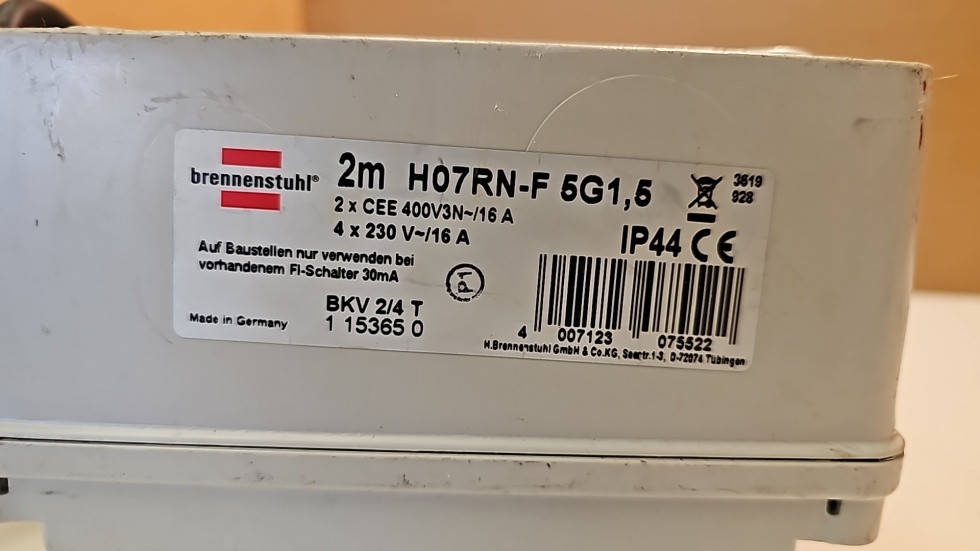 brennenstuhl®
2m H07RN-F 5G1,5
2 x CEE 400V3N~/16 A
4 x 230 V~/16 A
3619
928
IP44 CE
Auf Baustellen nur verwenden bei
vorhandenem FI-Schalter 30mA
BKV 2/4 T
1 15365 0
Made in Germany
4 007123 075522
H.Brennenstuhl GmbH & Co.KG, Seestr.1-3, D-72074 Tübingen